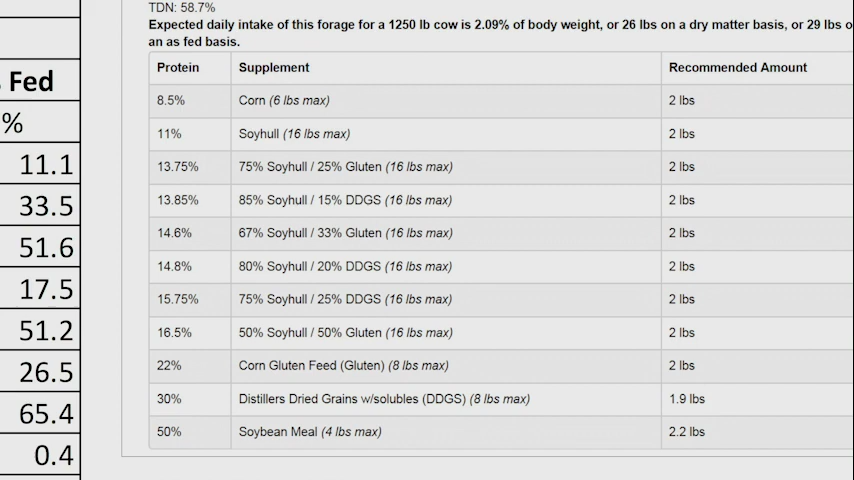 TDN: 58.7%
Expected daily intake of this forage for a 1250 lb cow is 2.09% of body weight, or 26 lbs on a dry matter basis, or 29 lbs
an as fed basis.
Protein Supplement Recommended Amount
8.5% Corn (6 lbs max) 2 lbs
11% Soyhull (16 lbs max) 2 lbs
13.75% 75% Soyhull / 25% Gluten (16 lbs max) 2 lbs
13.85% 85% Soyhull / 15% DDGS (16 lbs max) 2 lbs
14.6% 67% Soyhull / 33% Gluten (16 lbs max) 2 lbs
14.8% 80% Soyhull / 20% DDGS (16 lbs max) 2 lbs
15.75% 75% Soyhull / 25% DDGS (16 lbs max) 2 lbs
16.5% 50% Soyhull / 50% Gluten (16 lbs max) 2 lbs
22% Corn Gluten Feed (Gluten) (8 lbs max) 2 lbs
30% Distillers Dried Grains w/solubles (DDGS) (8 lbs max) 1.9 lbs
50% Soybean Meal (4 lbs max) 2.2 lbs
Fed
%
11.1
33.5
51.6
17.5
51.2
26.5
65.4
0.4